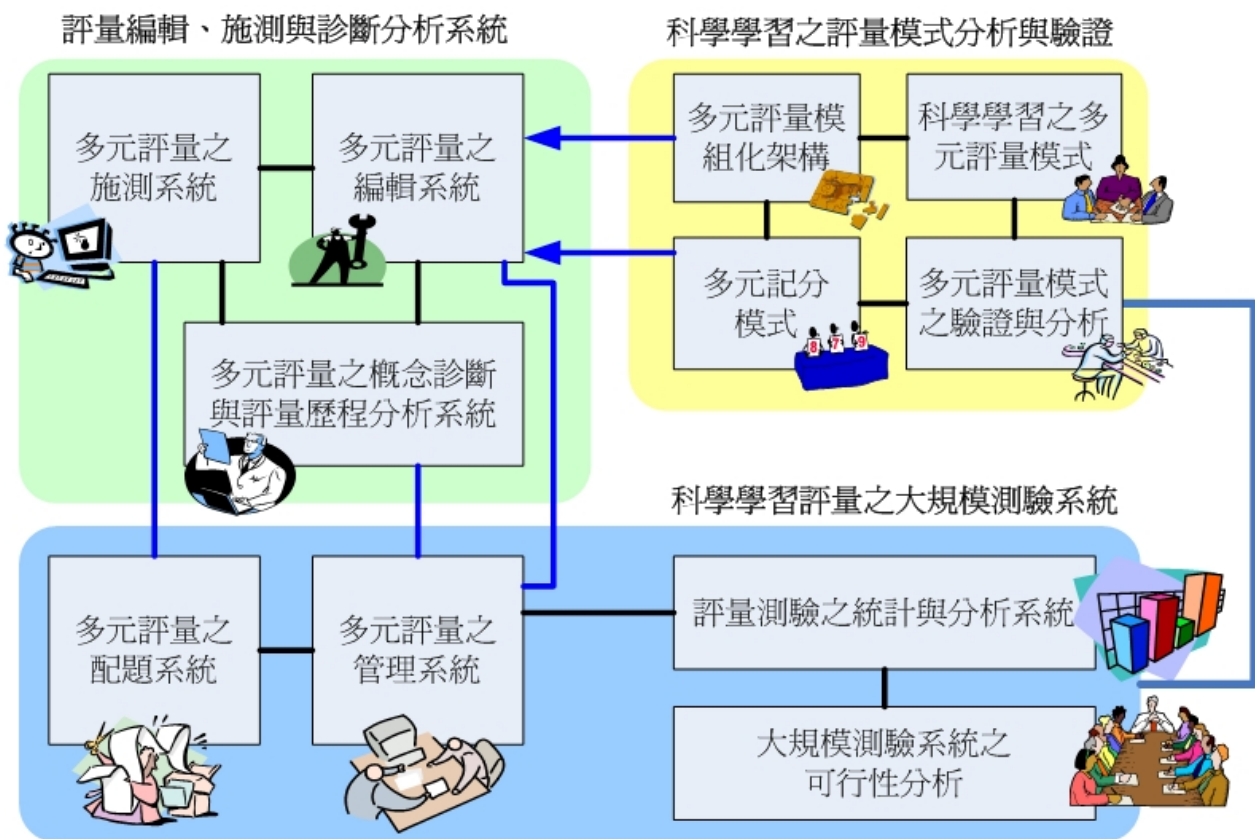 評量編輯、施測與診斷分析系統
多元評量之
施測系統
多元評量之
編輯系統
多元評量之概念診斷
與評量歷程分析系統
科學學習之評量模式分析與驗證
多元評量模
組化架構
科學學習之多
元評量模式
多元記分
模式
8 7 9
多元評量模式
之驗證與分析
科學學習評量之大規模測驗系統
多元評量之
配題系統
多元評量之
管理系統
評量測驗之統計與分析系統
大規模測驗系統之
可行性分析